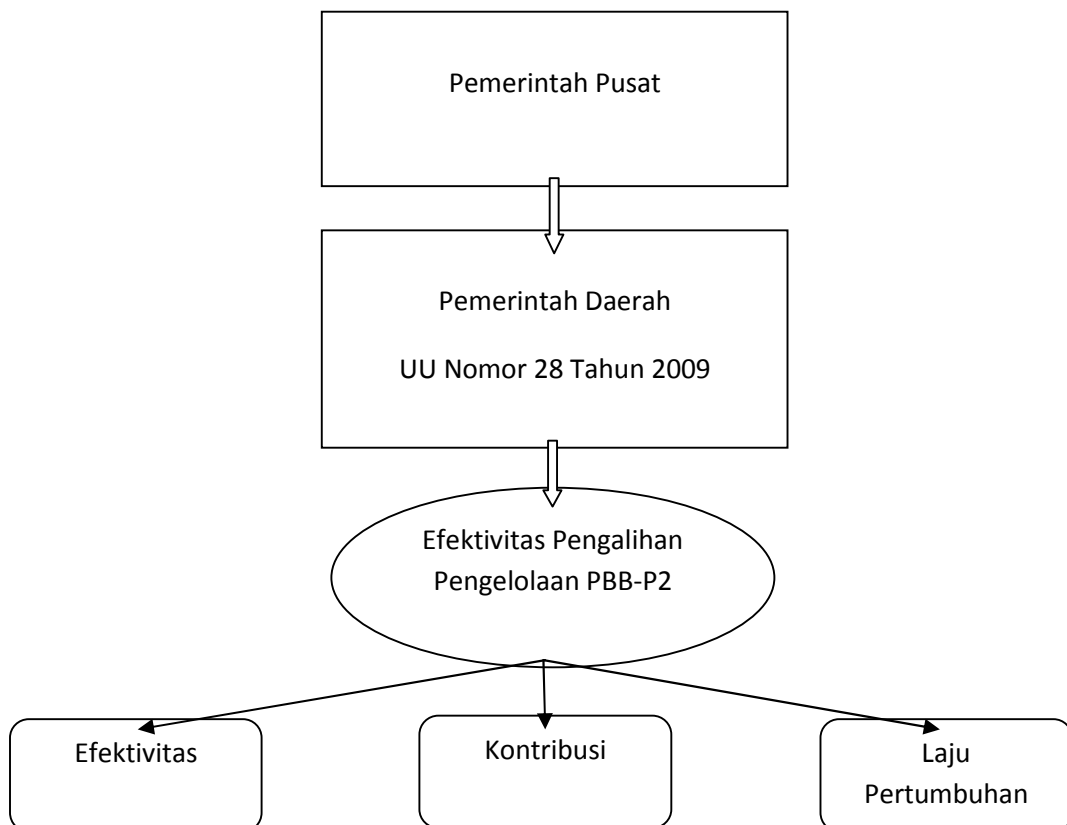 Pemerintah Pusat
Pemerintah Daerah
UU Nomor 28 Tahun 2009
Efektivitas Pengalihan
Pengelolaan PBB-P2
Efektivitas
Kontribusi
Laju
Pertumbuhan